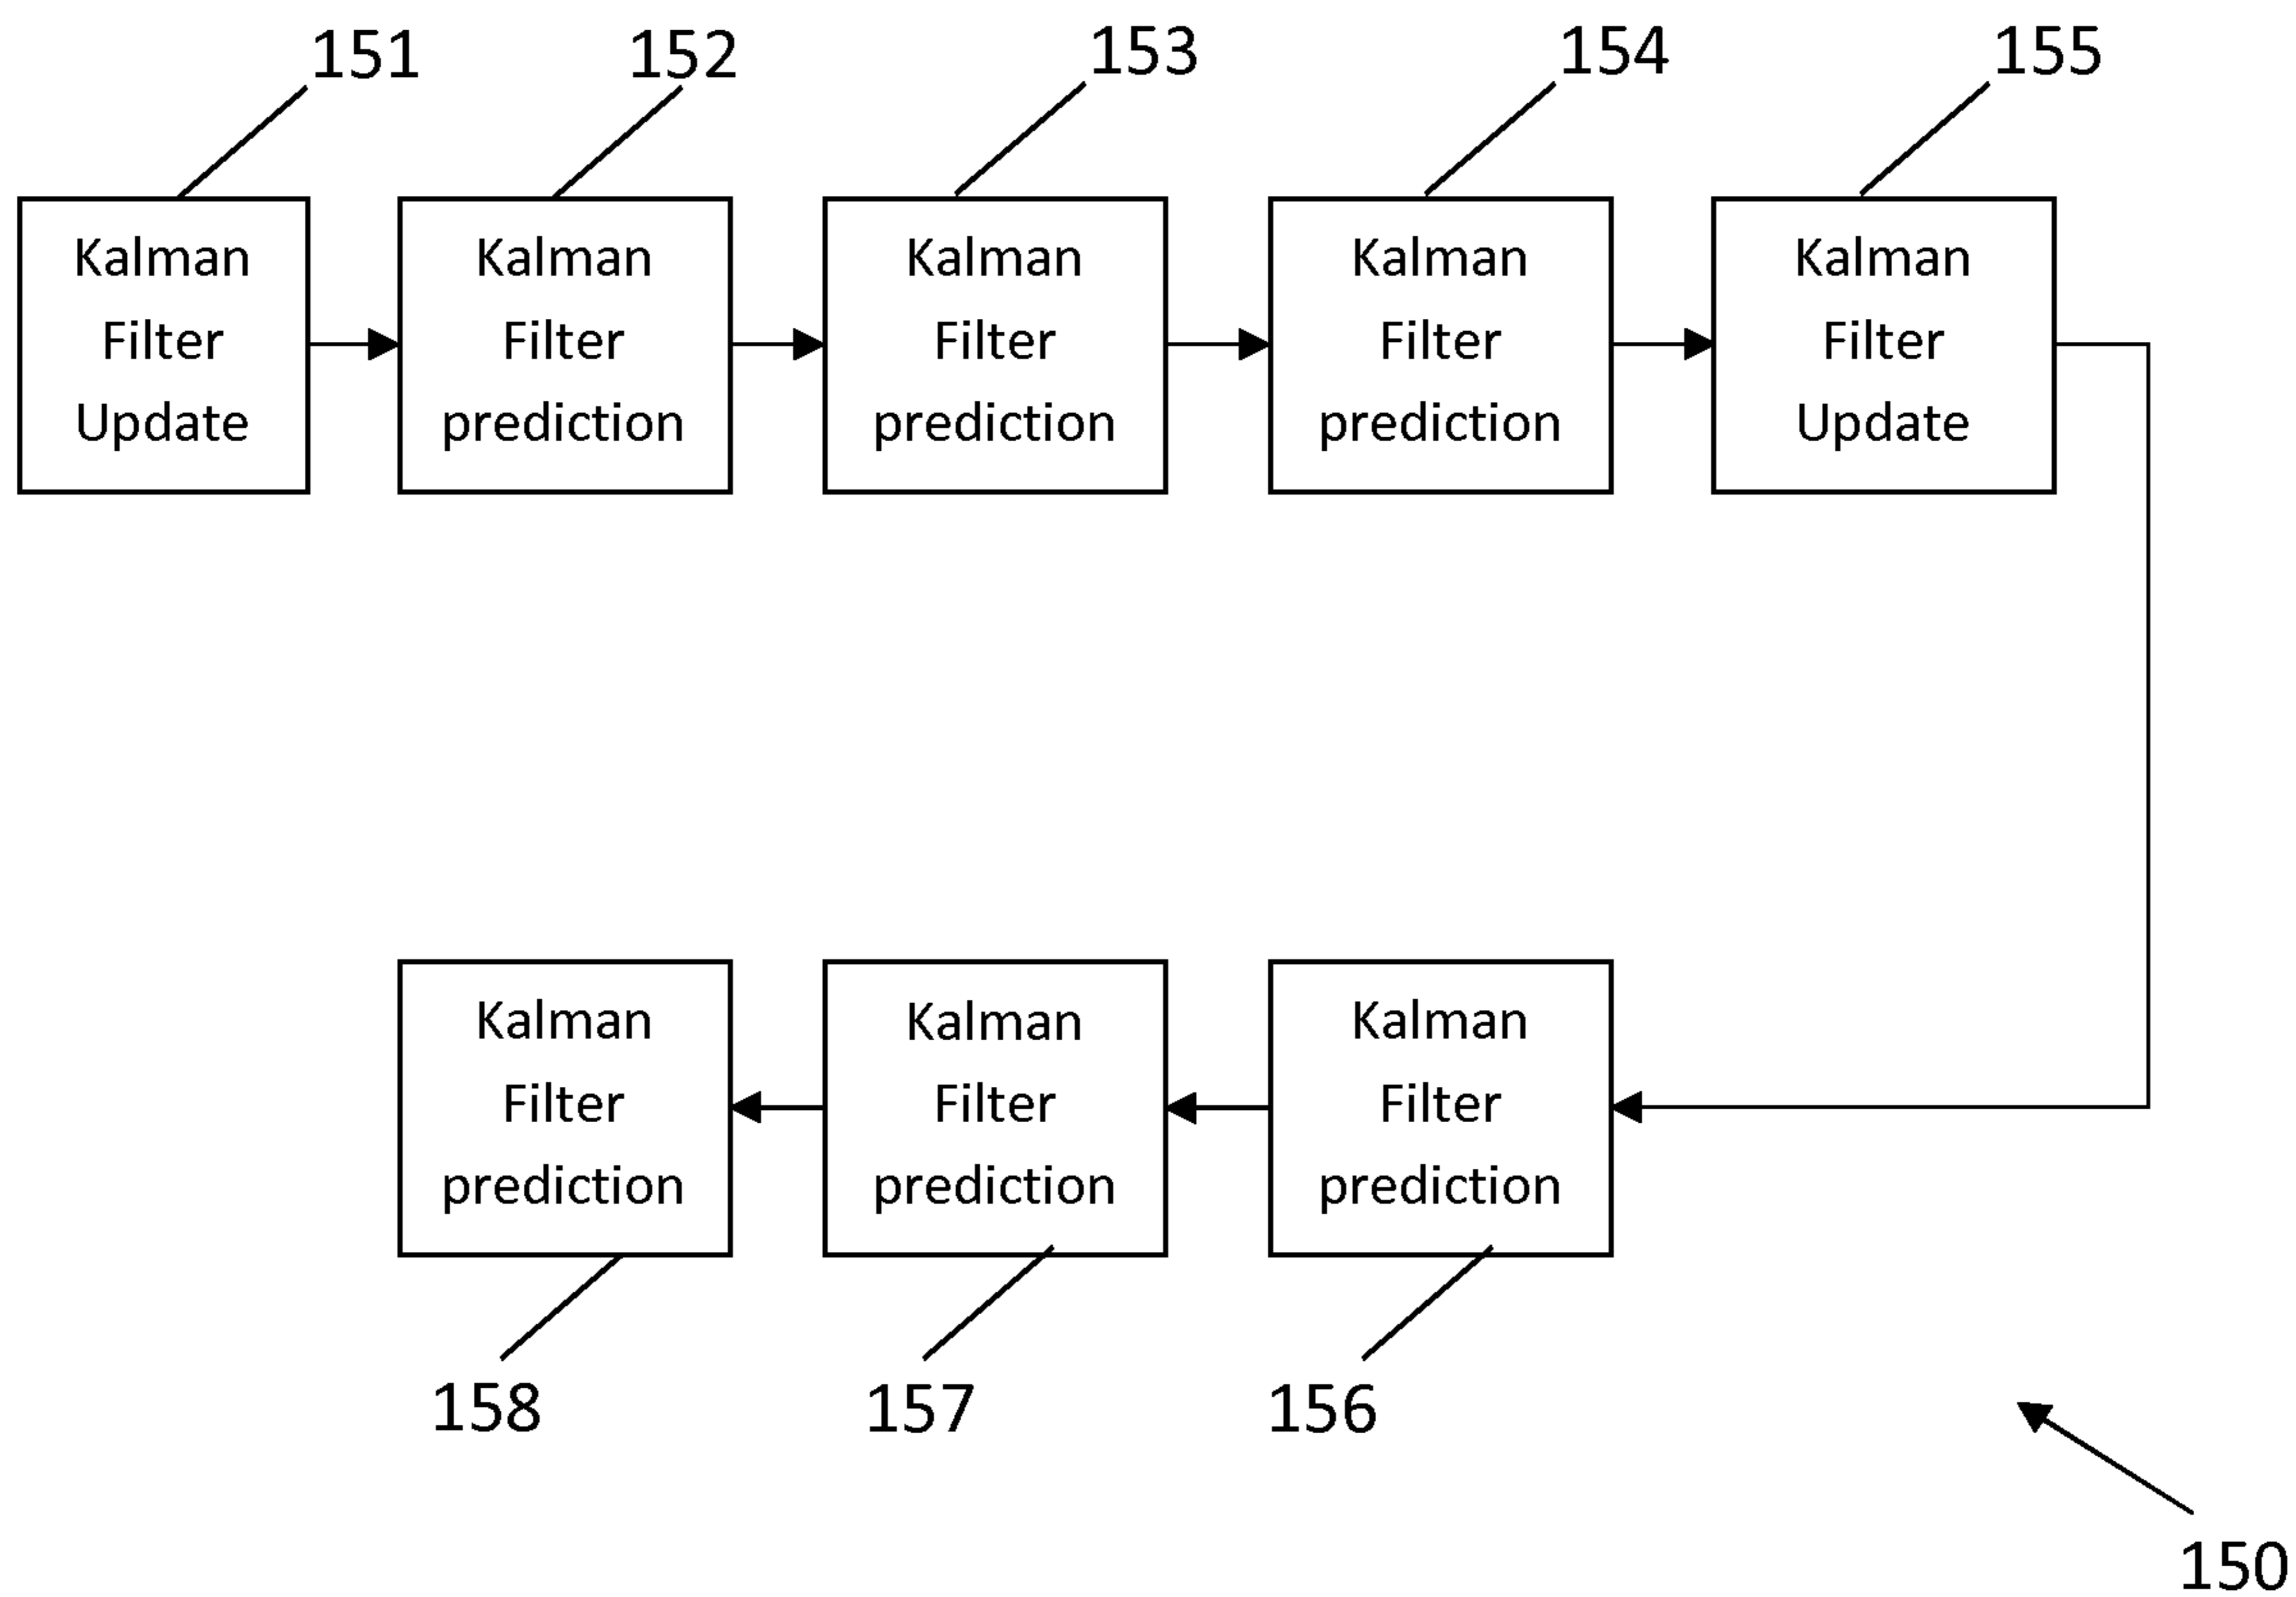 151
152
153
154
155
Kalman
Filter
Update
Kalman
Filter
prediction
Kalman
Filter
prediction
Kalman
Filter
prediction
Kalman
Filter
Update
Kalman
Filter
prediction
Kalman
Filter
prediction
Kalman
Filter
prediction
158
157
156
150